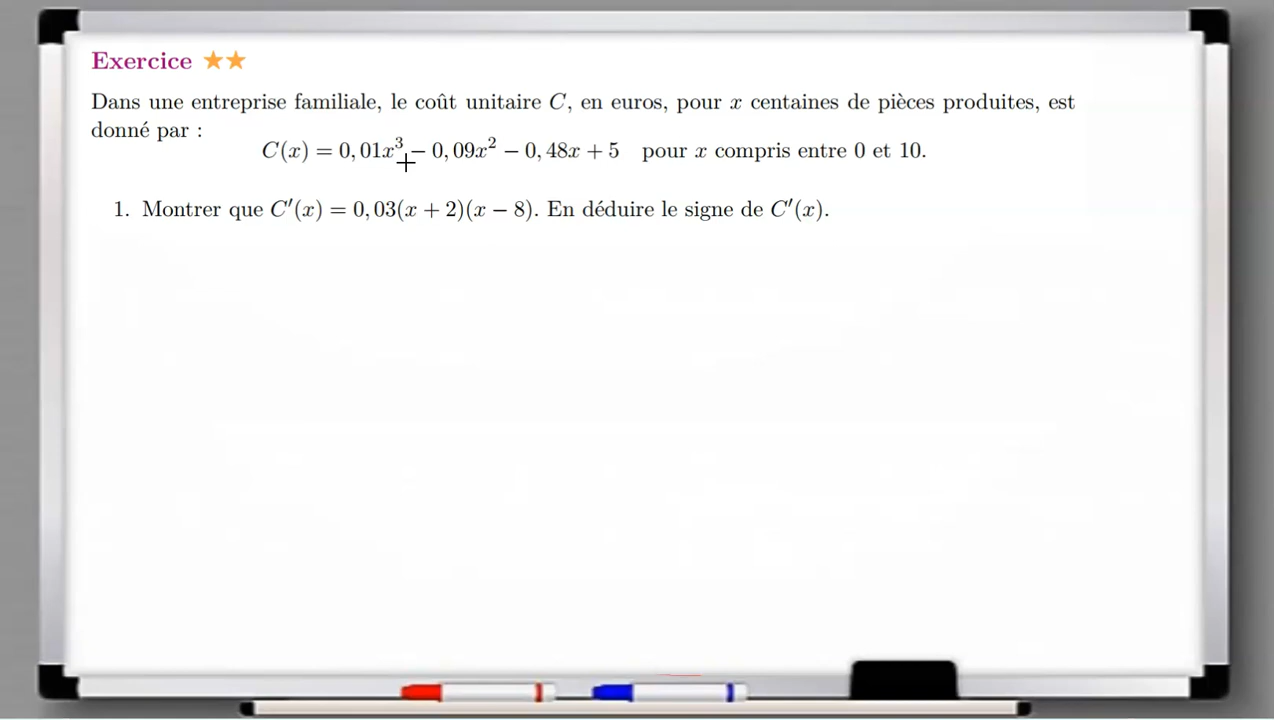 Exercice ★★
Dans une entreprise familiale, le coût unitaire C, en euros, pour x centaines de pièces produites, est
donné par :
C(x) = 0,01x³ − 0,09x² − 0,48x + 5 pour x compris entre 0 et 10.
1. Montrer que C′(x) = 0,03(x + 2)(x − 8). En déduire le signe de C′(x).